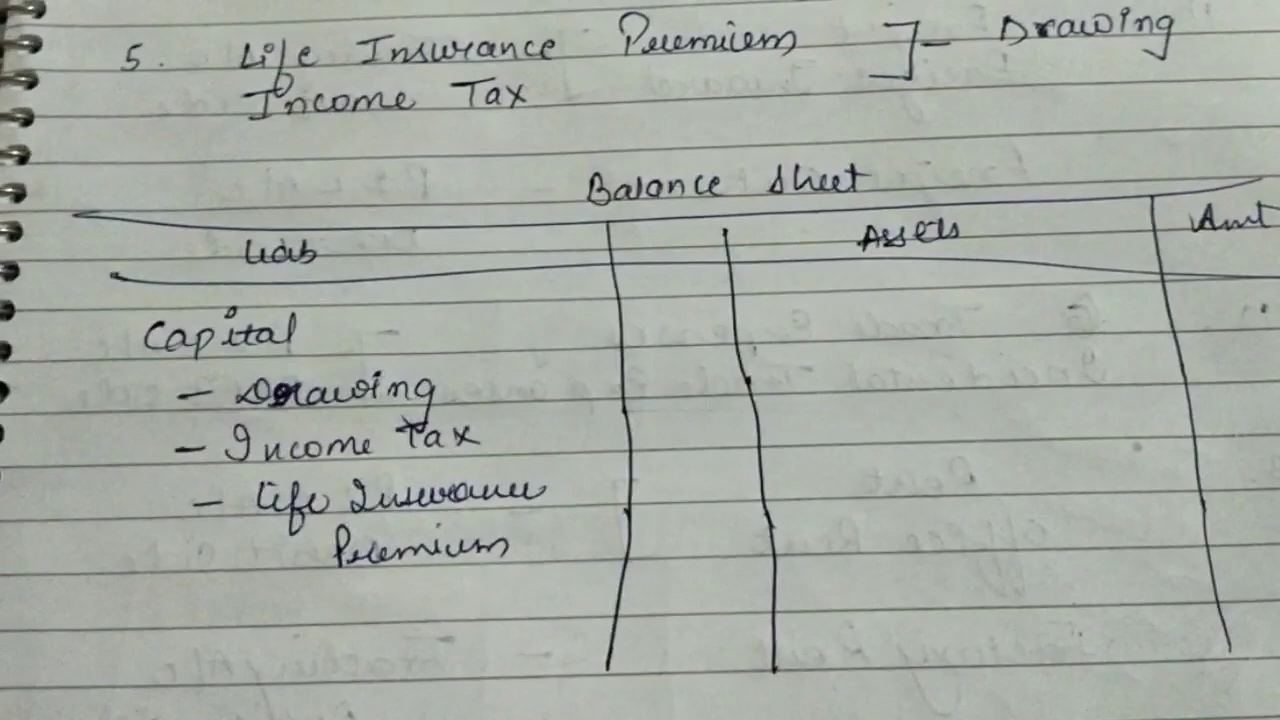 5. Life Insurance Premium ]- Drawing
Income Tax
Balance Sheet
Liab Assets Amt
Capital
- Drawing
- Income Tax
- Life Insurance
Premium